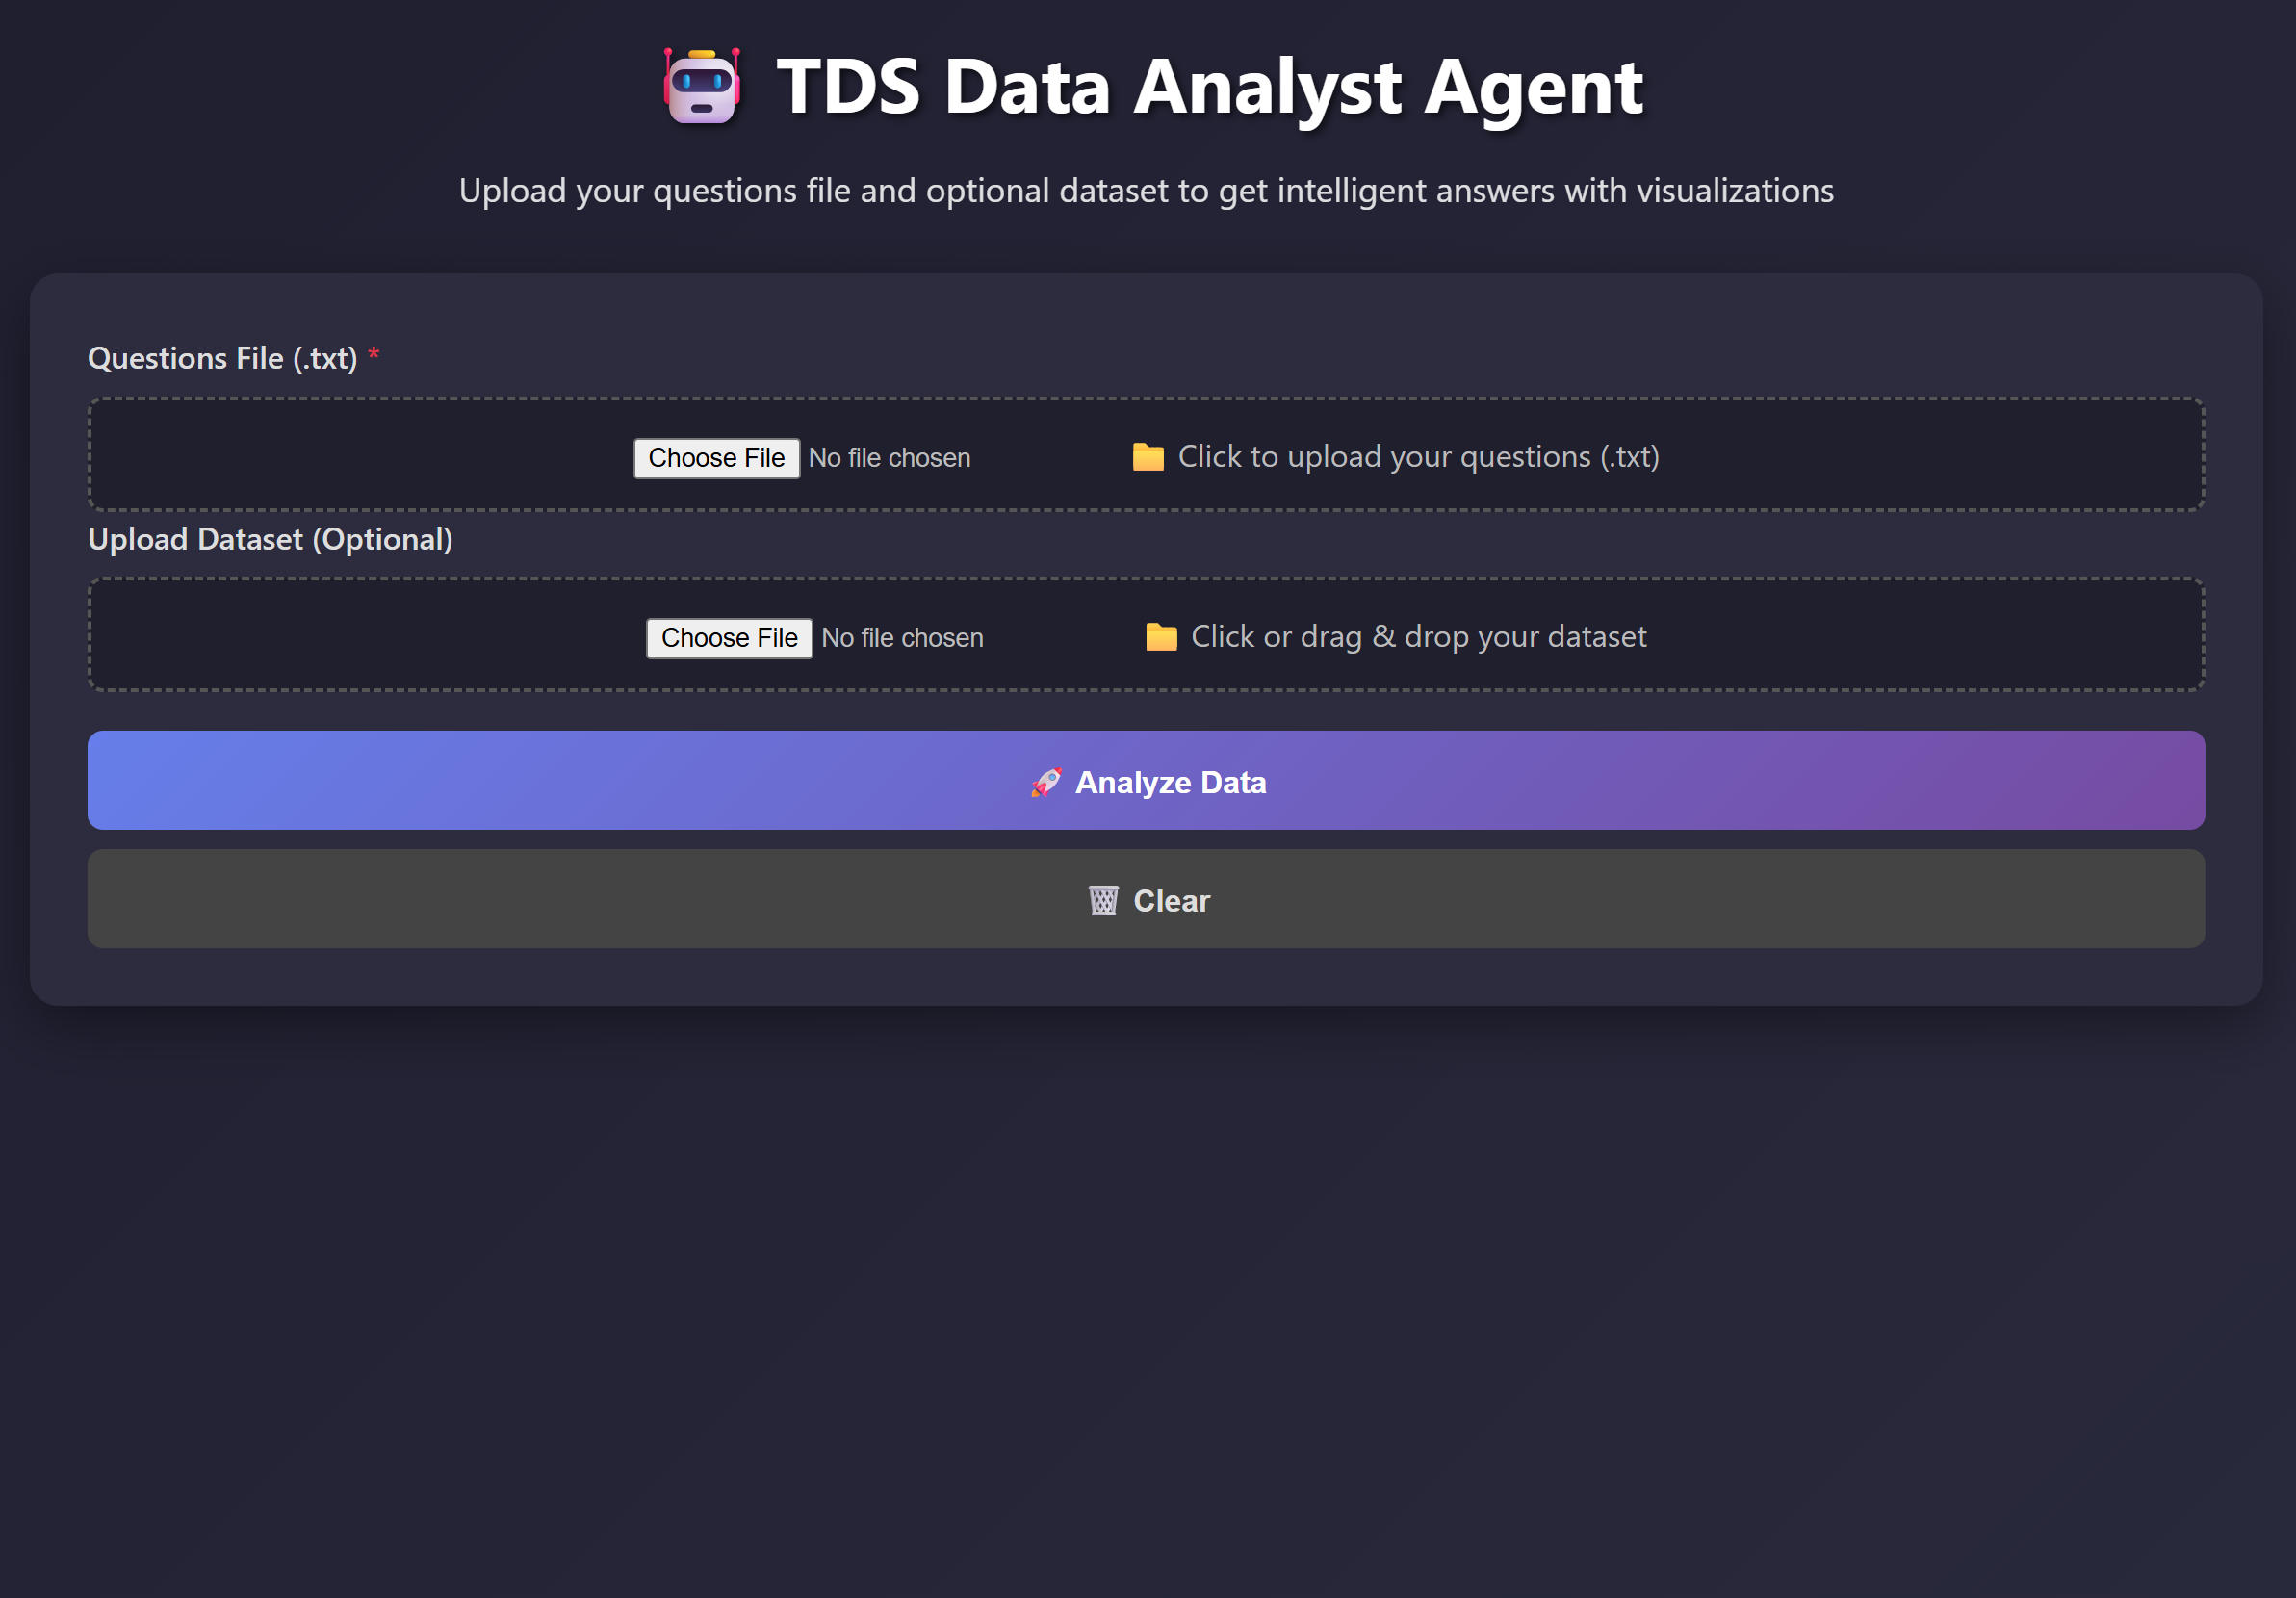 TDS Data Analyst Agent
Upload your questions file and optional dataset to get intelligent answers with visualizations
Questions File (.txt) *
Choose File No file chosen Click to upload your questions (.txt)
Upload Dataset (Optional)
Choose File No file chosen Click or drag & drop your dataset
Analyze Data
Clear